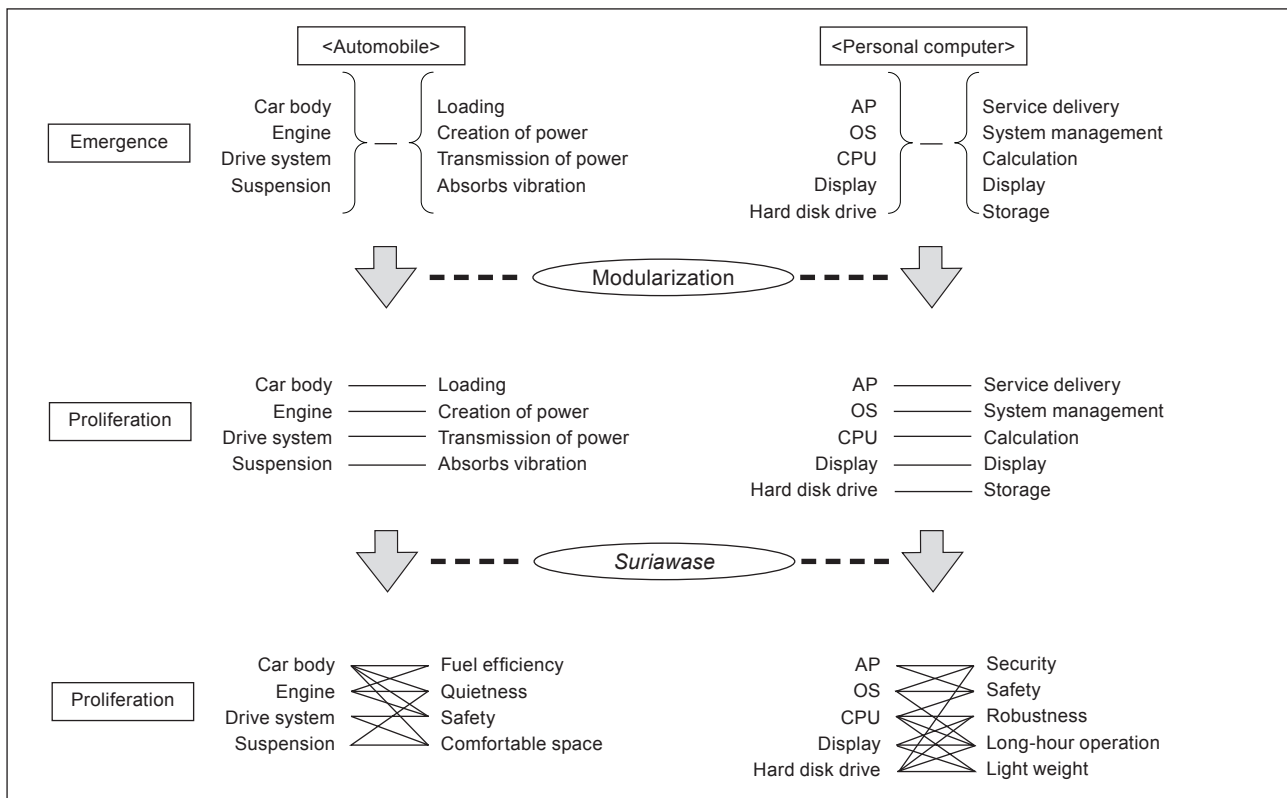 <Automobile>
<Personal computer>
Emergence
Car body
Engine
Drive system
Suspension
Loading
Creation of power
Transmission of power
Absorbs vibration
AP
OS
CPU
Display
Hard disk drive
Service delivery
System management
Calculation
Display
Storage
Modularization
Proliferation
Car body
Engine
Drive system
Suspension
Loading
Creation of power
Transmission of power
Absorbs vibration
AP
OS
CPU
Display
Hard disk drive
Service delivery
System management
Calculation
Display
Storage
Suriawase
Proliferation
Car body
Engine
Drive system
Suspension
Fuel efficiency
Quietness
Safety
Comfortable space
AP
OS
CPU
Display
Hard disk drive
Security
Safety
Robustness
Long-hour operation
Light weight